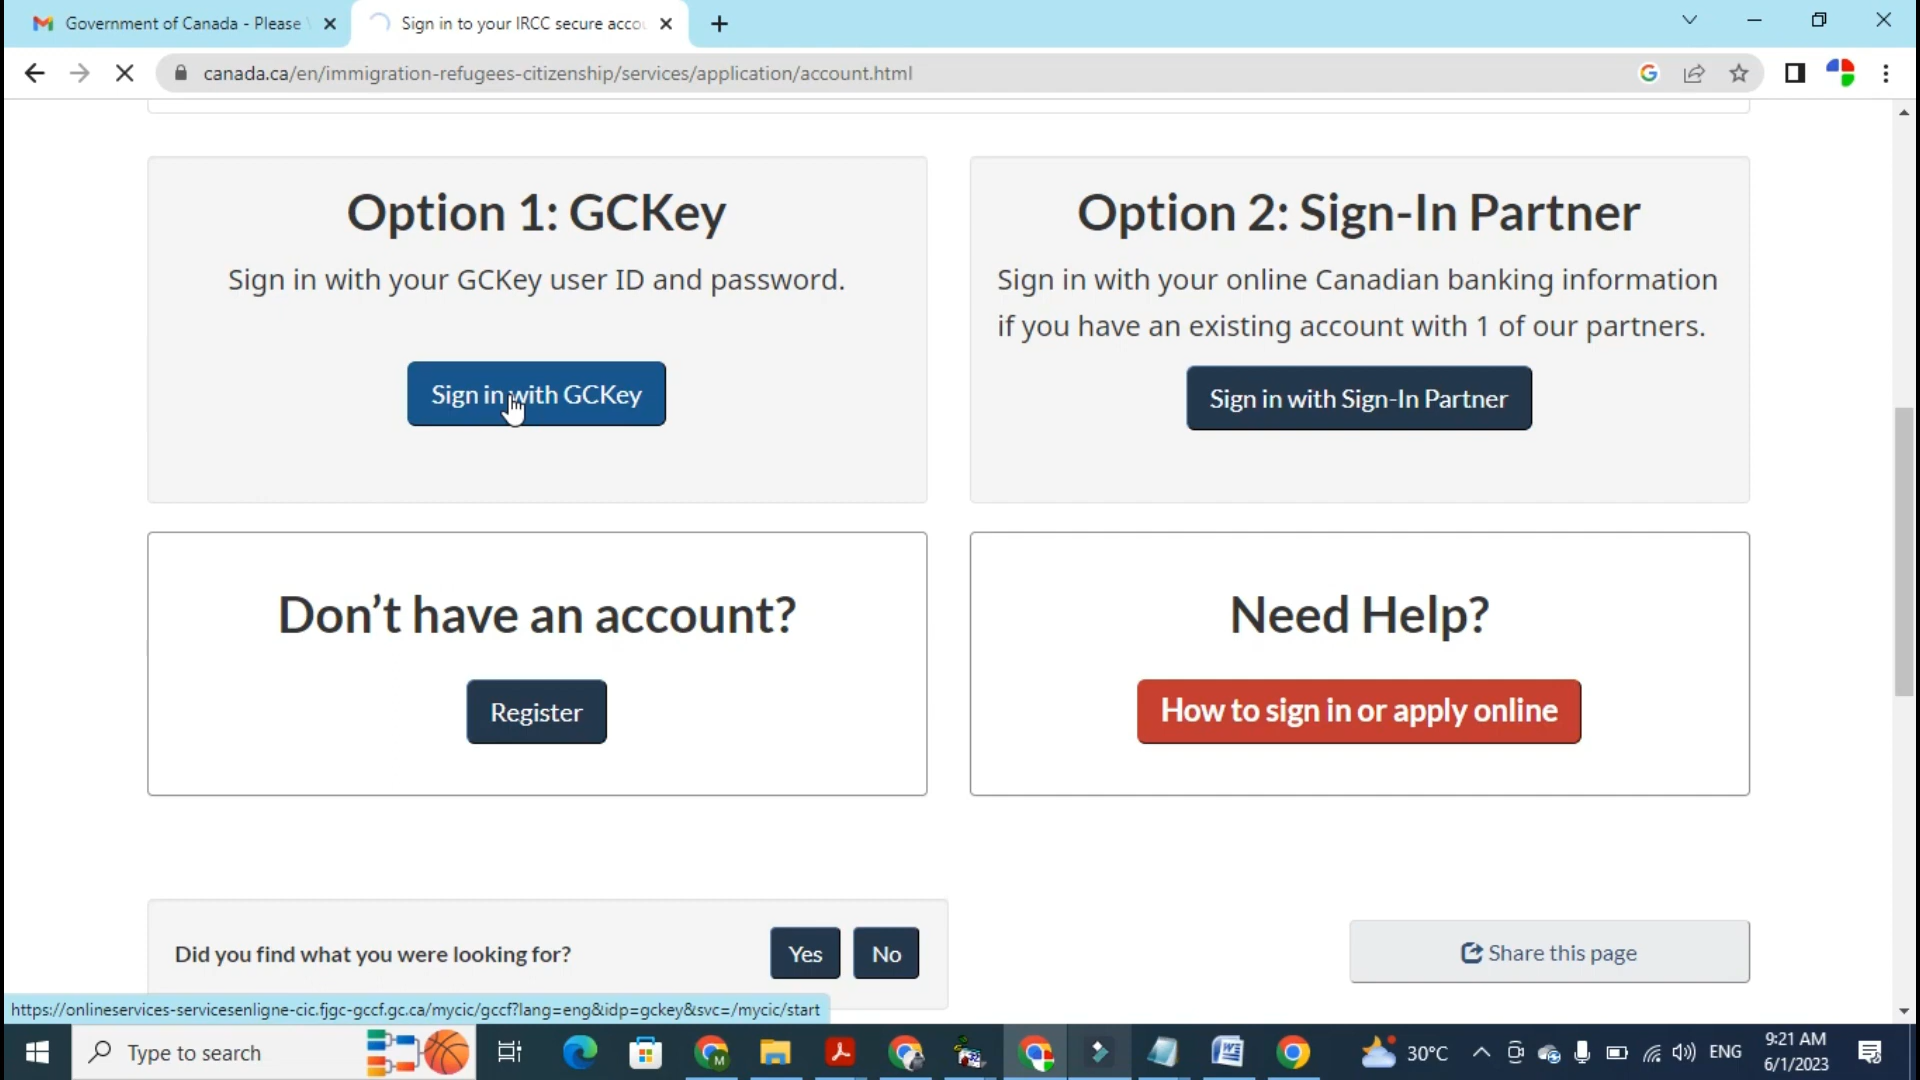 Government of Canada - Please
Sign in to your IRCC secure acco
canada.ca/en/immigration-refugees-citizenship/services/application/account.html
Option 1: GCKey
Sign in with your GCKey user ID and password.
Sign in with GCKey
Option 2: Sign-In Partner
Sign in with your online Canadian banking information
if you have an existing account with 1 of our partners.
Sign in with Sign-In Partner
Don’t have an account?
Register
Need Help?
How to sign in or apply online
Did you find what you were looking for?
Yes
No
Share this page
https://onlineservices-servicesenligne-cic.fjgc-gccf.gc.ca/mycic/gccf?lang=eng&idp=gckey&svc=/mycic/start
Type to search
30°C
ENG
9:21 AM
6/1/2023